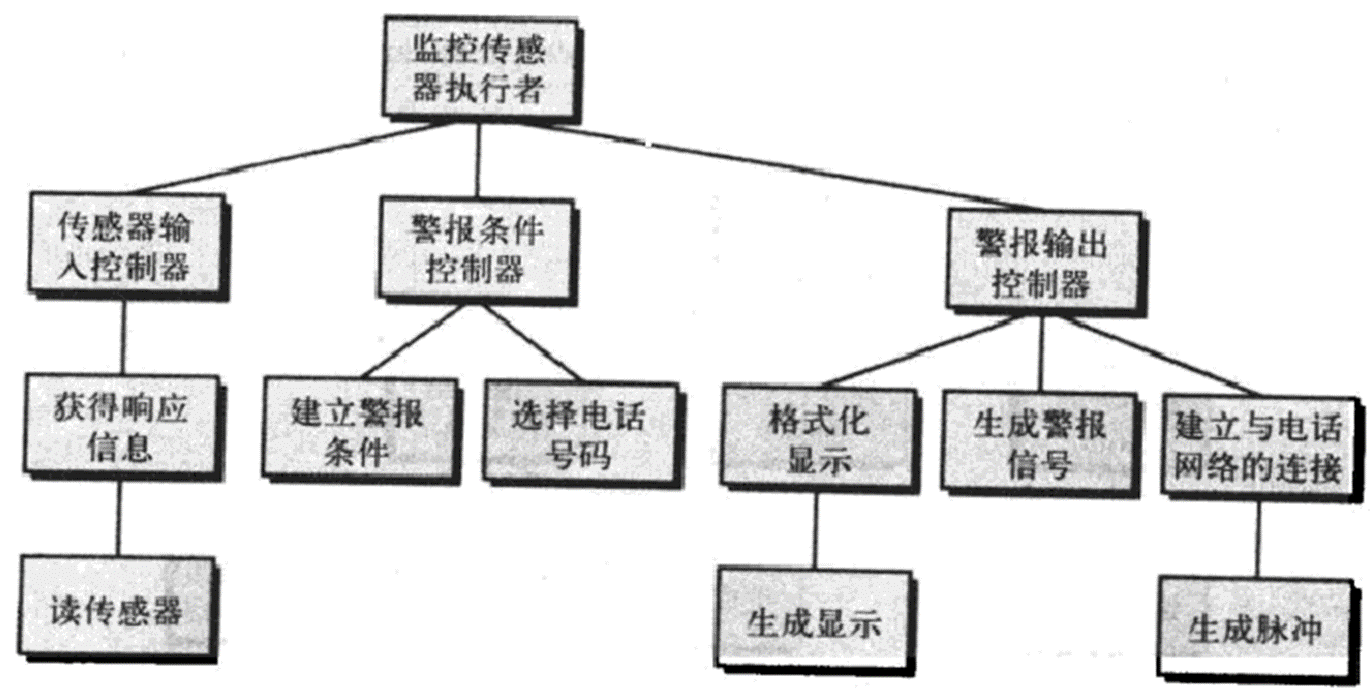 监控传感
器执行者
传感器输
入控制器
警报条件
控制器
警报输出
控制器
获得响应
信息
建立警报
条件
选择电话
号码
格式化
显示
生成警报
信号
建立与电话
网络的连接
读传感器
生成显示
生成脉冲